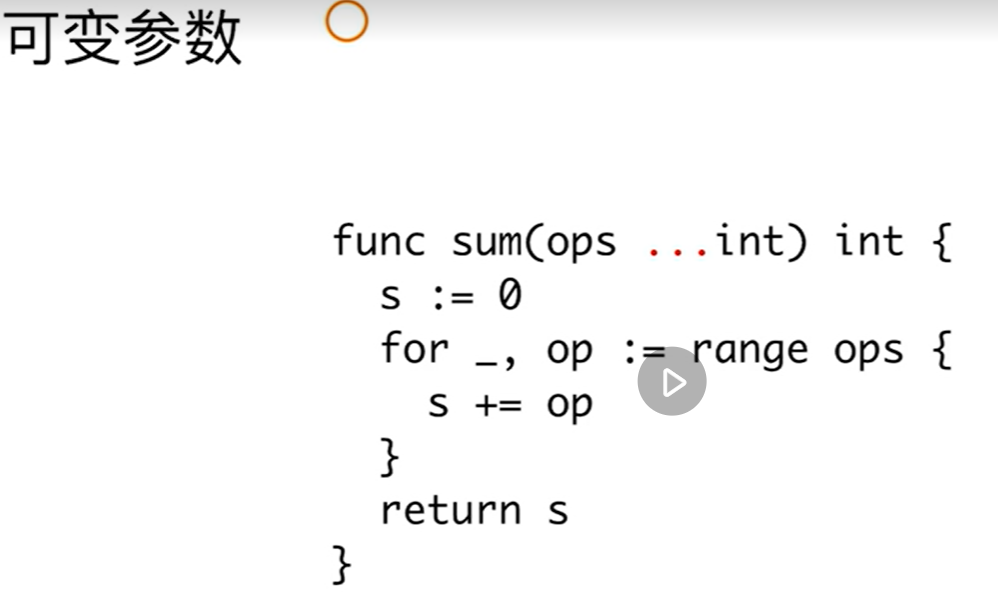 可变参数
func sum(ops ...int) int {
  s := 0
  for _, op := range ops {
    s += op
  }
  return s
}